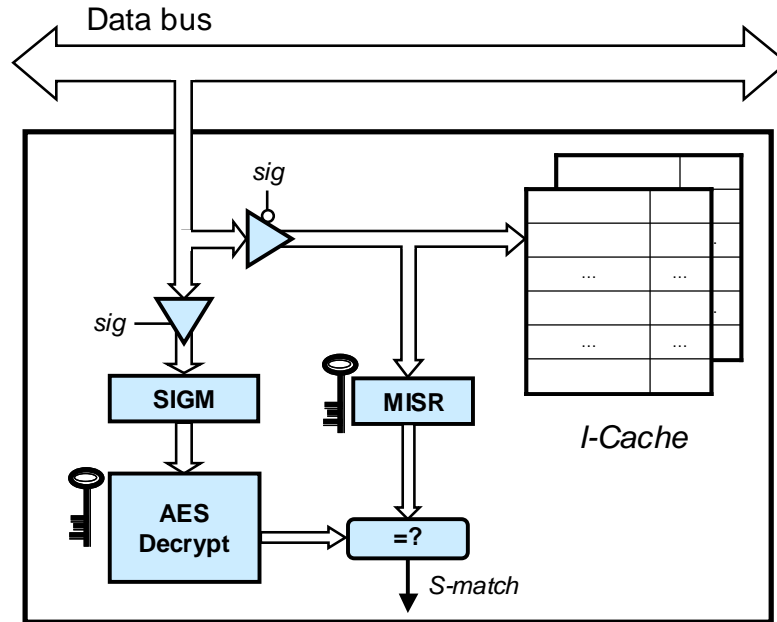 Data bus
sig
sig
... ...
... ...
SIGM
MISR
I-Cache
AES
Decrypt
=?
S-match